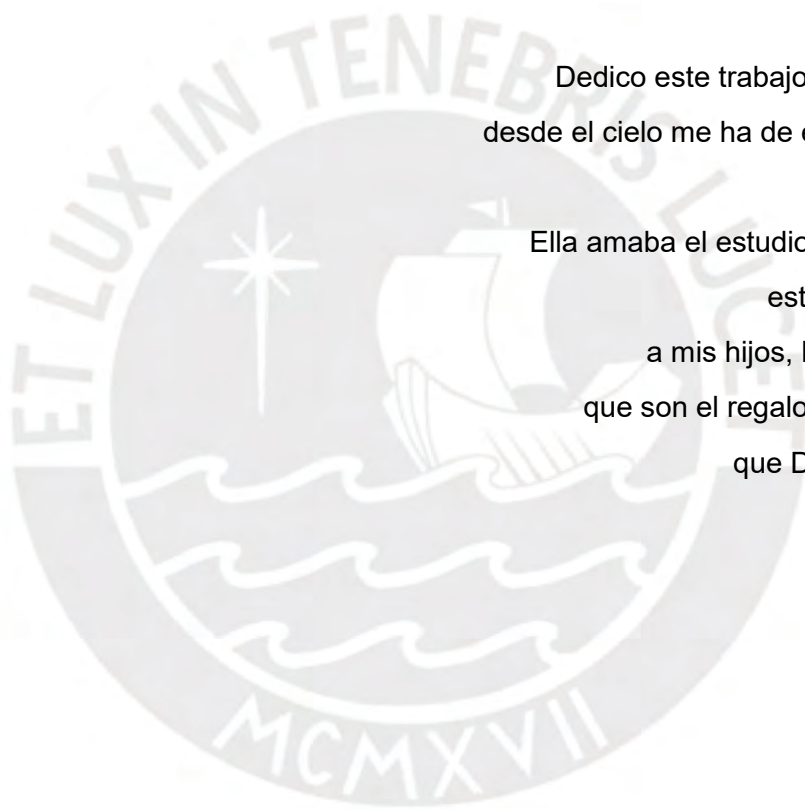 Dedico este trabajo
desde el cielo me ha de
Ella amaba el estudio
est
a mis hijos,
que son el regalo
que D
ET LUX IN TENEBRIS LUCET
MCMXVII